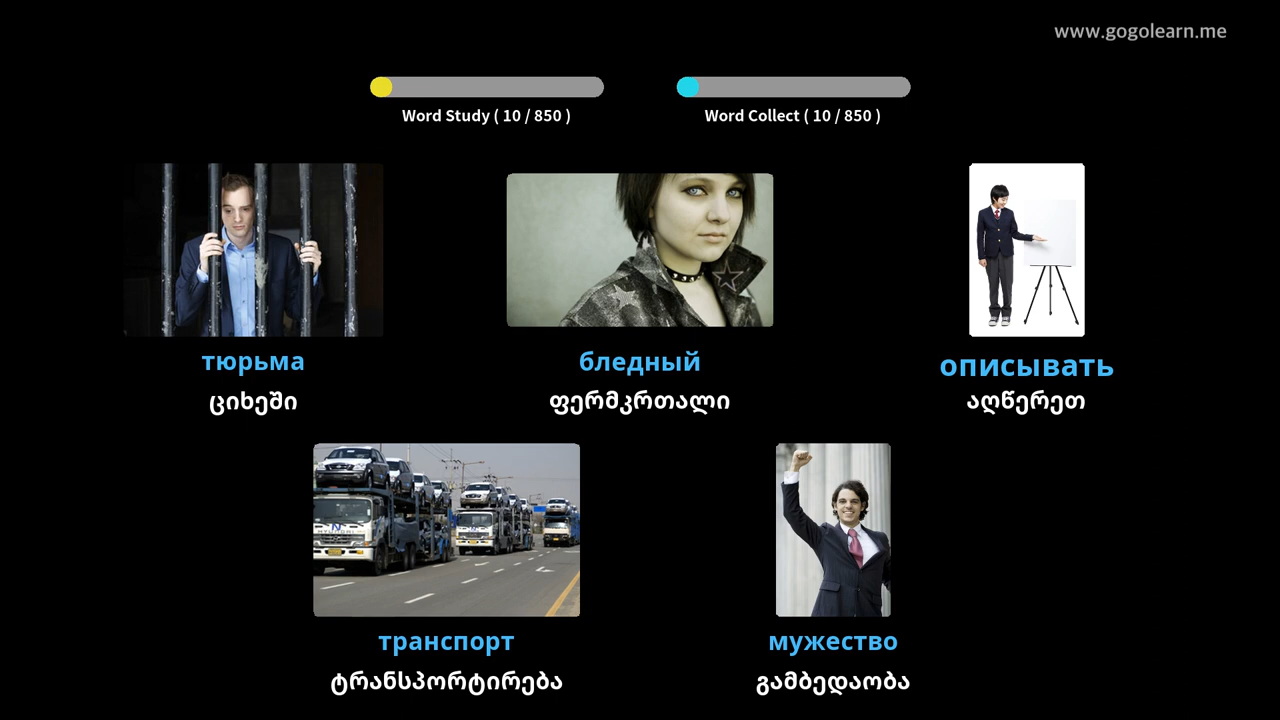 www.gogolearn.me
Word Study ( 10 / 850 )
Word Collect ( 10 / 850 )
тюрьма
бледный
описывать
ციხეში
ფერმკრთალი
აღწერეთ
транспорт
мужество
ტრანსპორტირება
გამბედაობა